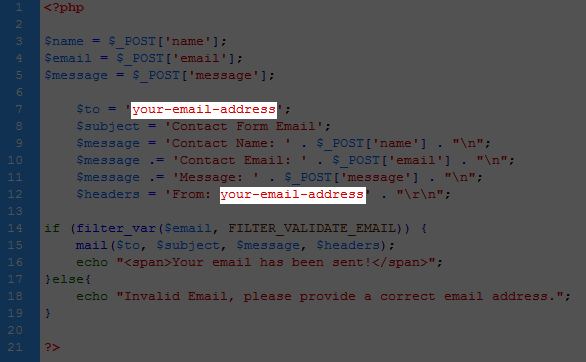 1 <?php
2
3 $name = $_POST['name'];
4 $email = $_POST['email'];
5 $message = $_POST['message'];
6
7 $to = 'your-email-address';
8 $subject = 'Contact Form Email';
9 $message = 'Contact Name: ' . $_POST['name'] . "\n";
10 $message .= 'Contact Email: ' . $_POST['email'] . "\n";
11 $message .= 'Message: ' . $_POST['message'] . "\n";
12 $headers = 'From: your-email-address' . "\r\n";
13
14 if (filter_var($email, FILTER_VALIDATE_EMAIL)) {
15 mail($to, $subject, $message, $headers);
16 echo "<span>Your email has been sent!</span>";
17 }else{
18 echo "Invalid Email, please provide a correct email address.";
19 }
20
21 ?>